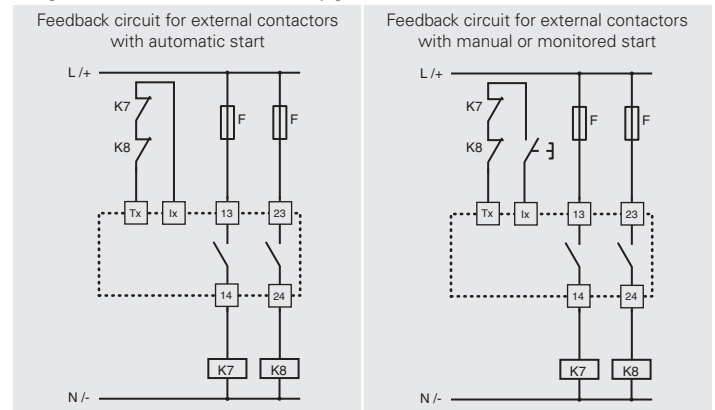 Feedback circuit for external contactors
with automatic start
L /+
K7
K8
F
F
Tx
Ix
13
23
14
24
K7
K8
N /-
Feedback circuit for external contactors
with manual or monitored start
L /+
K7
K8
F
F
Tx
Ix
13
23
14
24
K7
K8
N /-